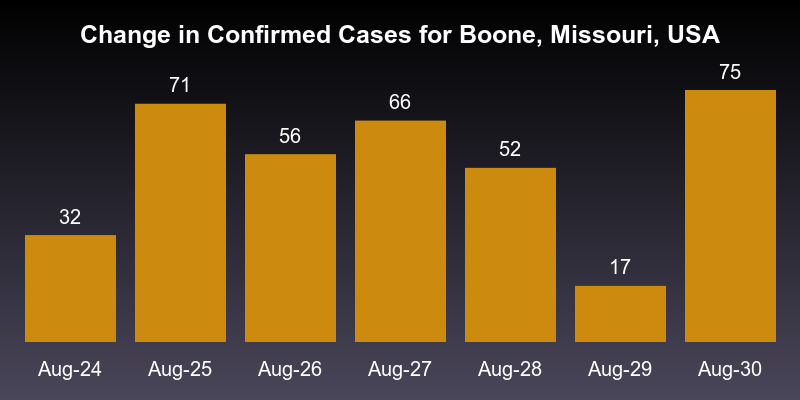 Change in Confirmed Cases for Boone, Missouri, USA
32
71
56
66
52
17
75
Aug-24
Aug-25
Aug-26
Aug-27
Aug-28
Aug-29
Aug-30